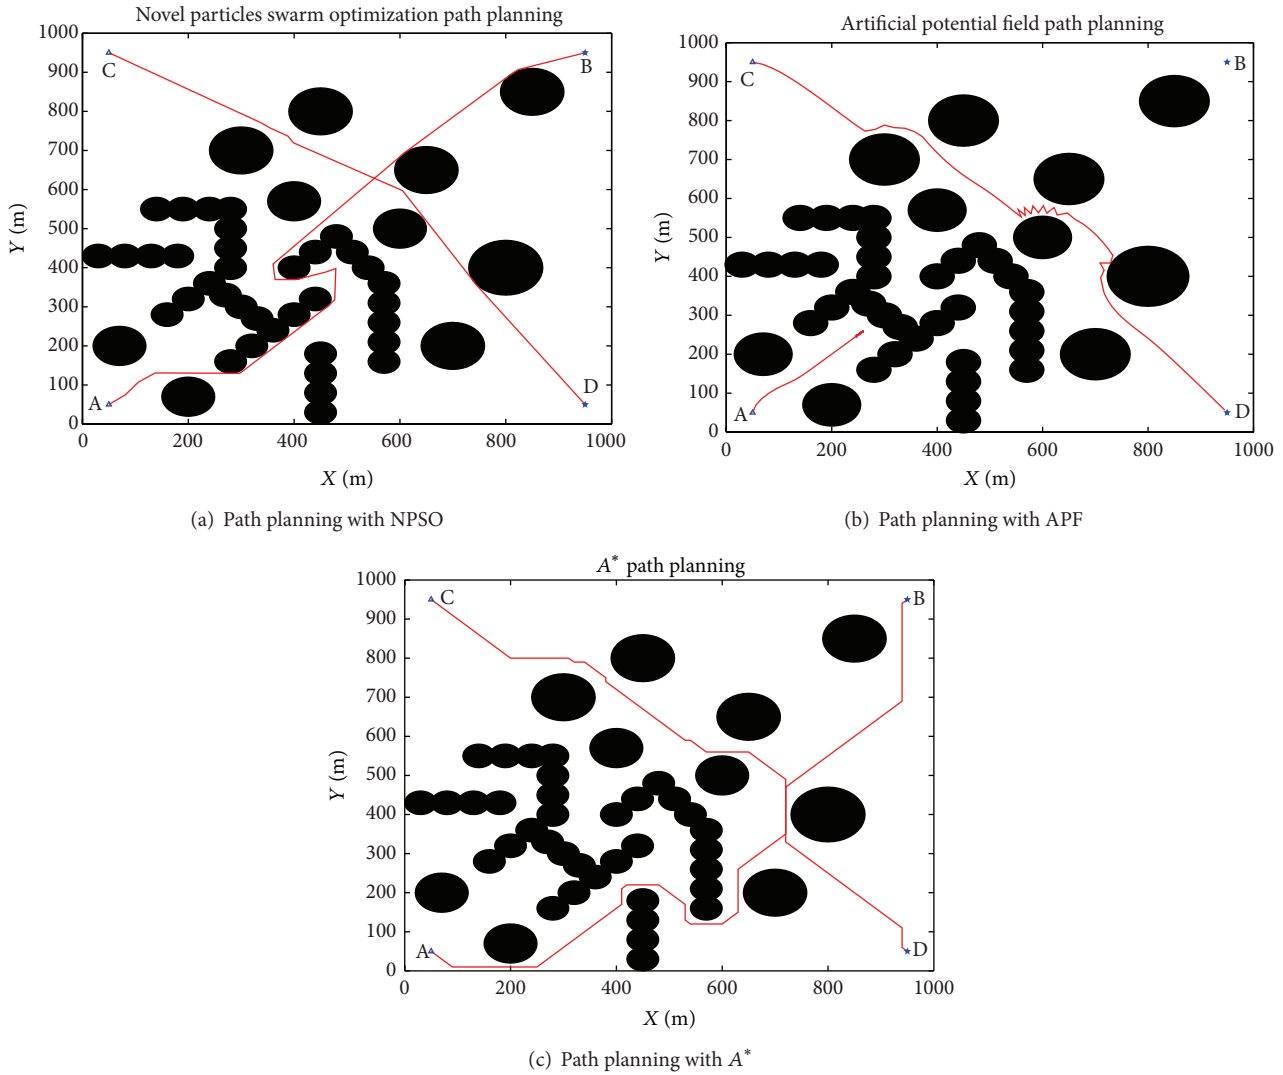 Novel particles swarm optimization path planning
1000
900
800
700
600
500
400
300
200
100
0
Y (m)
C
B
A
D
0 200 400 600 800 1000
X (m)
(a) Path planning with NPSO
Artificial potential field path planning
1000
900
800
700
600
500
400
300
200
100
0
Y (m)
C
B
A
D
0 200 400 600 800 1000
X (m)
(b) Path planning with APF
A* path planning
1000
900
800
700
600
500
400
300
200
100
0
Y (m)
C
B
A
D
0 200 400 600 800 1000
X (m)
(c) Path planning with A*